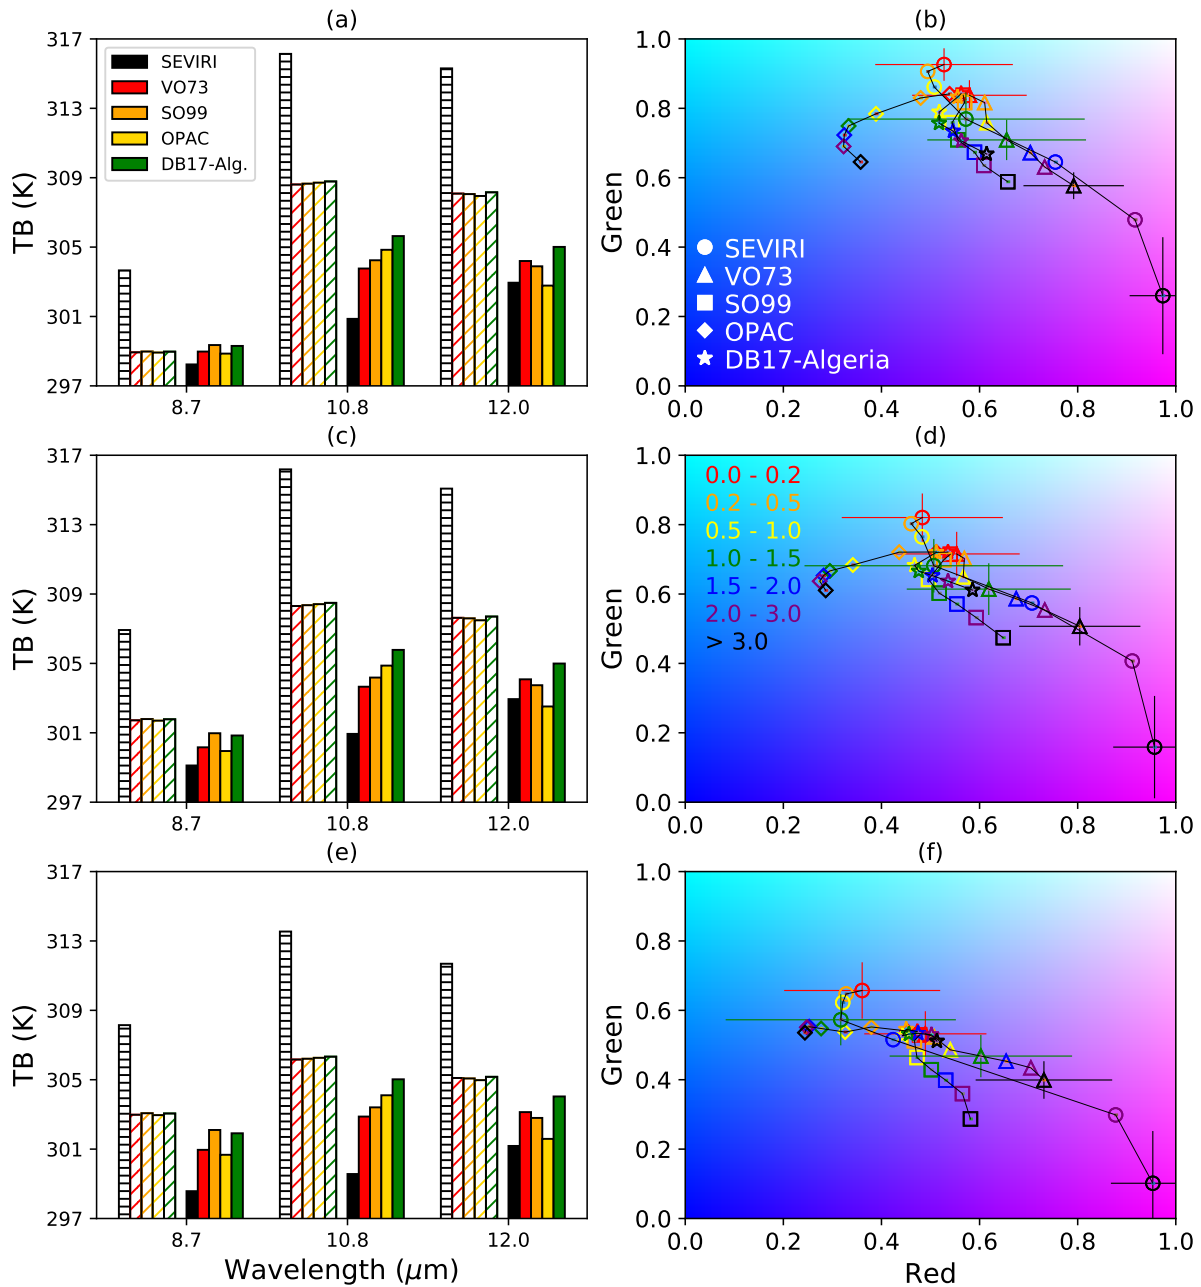 (a)
317
313
309
305
301
297
TB (K)
SEVIRI
VO73
SO99
OPAC
DB17-Alg.
8.7
10.8
12.0
(b)
1.0
0.8
0.6
0.4
0.2
0.0
Green
SEVIRI
VO73
SO99
OPAC
DB17-Algeria
0.0
0.2
0.4
0.6
0.8
1.0
(c)
317
313
309
305
301
297
TB (K)
8.7
10.8
12.0
(d)
1.0
0.8
0.6
0.4
0.2
0.0
Green
0.0 - 0.2
0.2 - 0.5
0.5 - 1.0
1.0 - 1.5
1.5 - 2.0
2.0 - 3.0
> 3.0
0.0
0.2
0.4
0.6
0.8
1.0
(e)
317
313
309
305
301
297
TB (K)
8.7
10.8
12.0
Wavelength (μm)
(f)
1.0
0.8
0.6
0.4
0.2
0.0
Green
0.0
0.2
0.4
0.6
0.8
1.0
Red